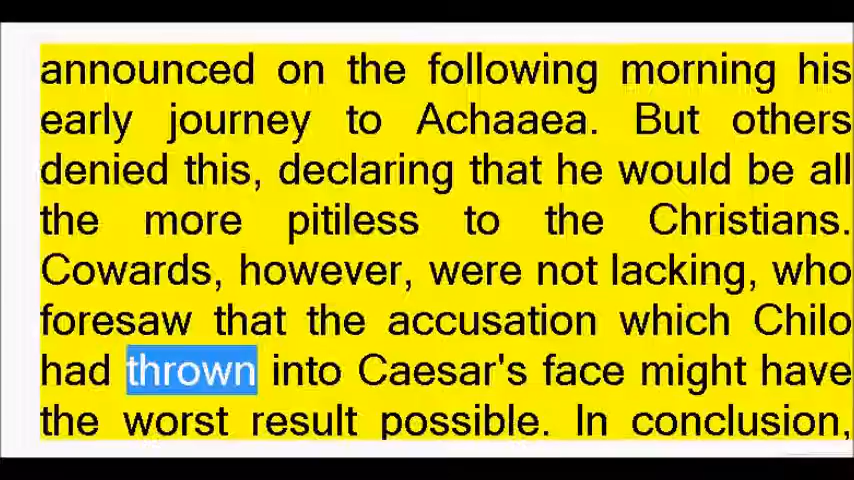 announced on the following morning his
early journey to Achaaea. But others
denied this, declaring that he would be all
the more pitiless to the Christians.
Cowards, however, were not lacking, who
foresaw that the accusation which Chilo
had thrown into Caesar's face might have
the worst result possible. In conclusion,